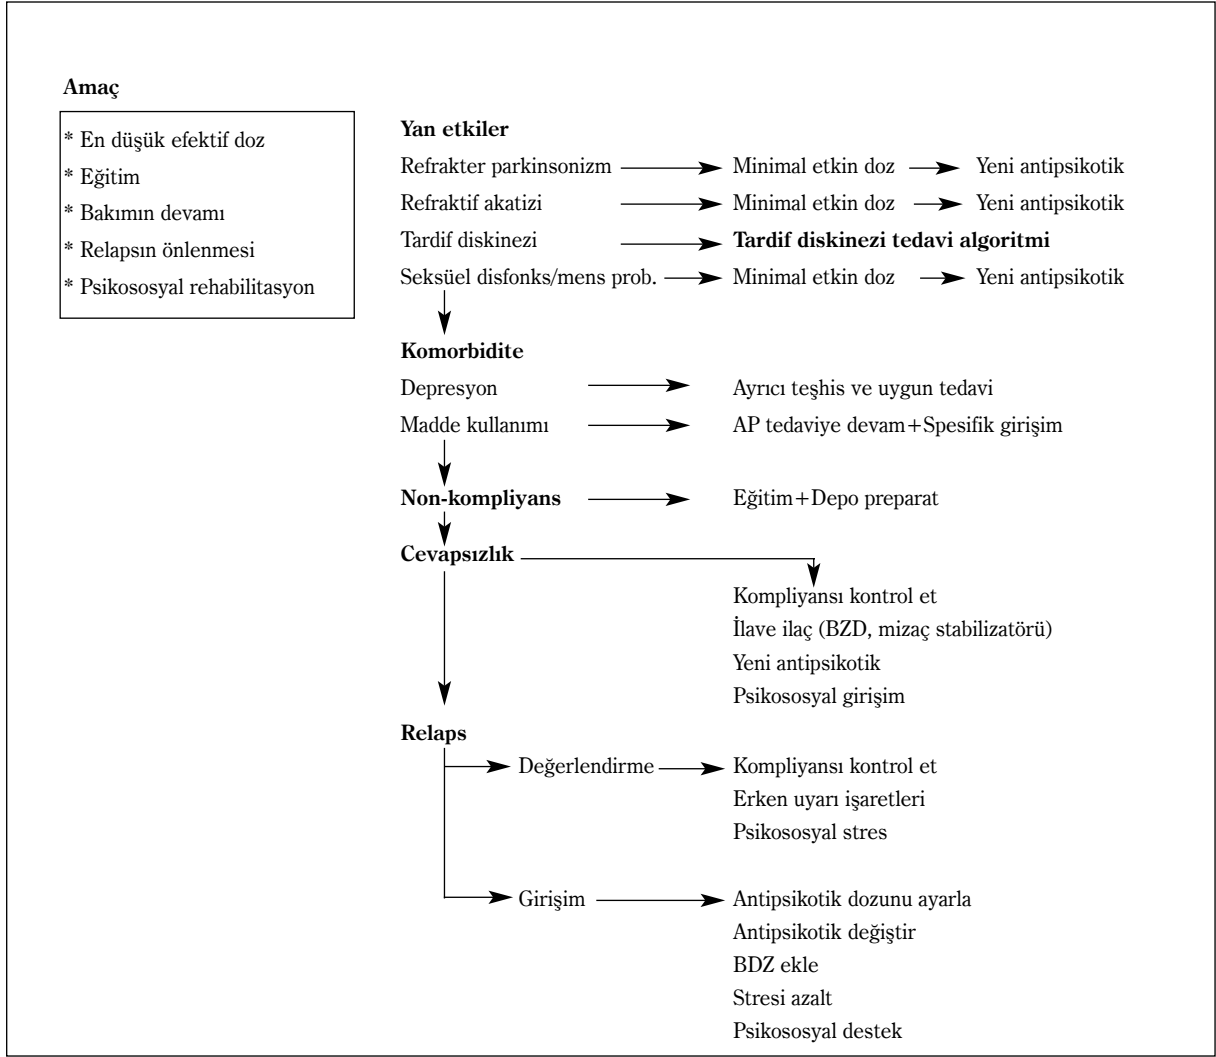 Amaç
* En düşük efektif doz
* Eğitim
* Bakımın devamı
* Relapsın önlenmesi
* Psikososyal rehabilitasyon
Yan etkiler
Refrakter parkinsonizm Minimal etkin doz Yeni antipsikotik
Refraktif akatizi Minimal etkin doz Yeni antipsikotik
Tardif diskinezi Tardif diskinezi tedavi algoritmi
Seksüel disfonks/mens prob. Minimal etkin doz Yeni antipsikotik
Komorbidite
Depresyon Ayrıcı teşhis ve uygun tedavi
Madde kullanımı AP tedaviye devam+Spesifik girişim
Non-kompliyans Eğitim+Depo preparat
Cevapsızlık
Kompliyansı kontrol et
İlave ilaç (BZD, mizaç stabilizatörü)
Yeni antipsikotik
Psikososyal girişim
Relaps
Değerlendirme Kompliyansı kontrol et
Erken uyarı işaretleri
Psikososyal stres
Girişim Antipsikotik dozunu ayarla
Antipsikotik değiştir
BDZ ekle
Stresi azalt
Psikososyal destek